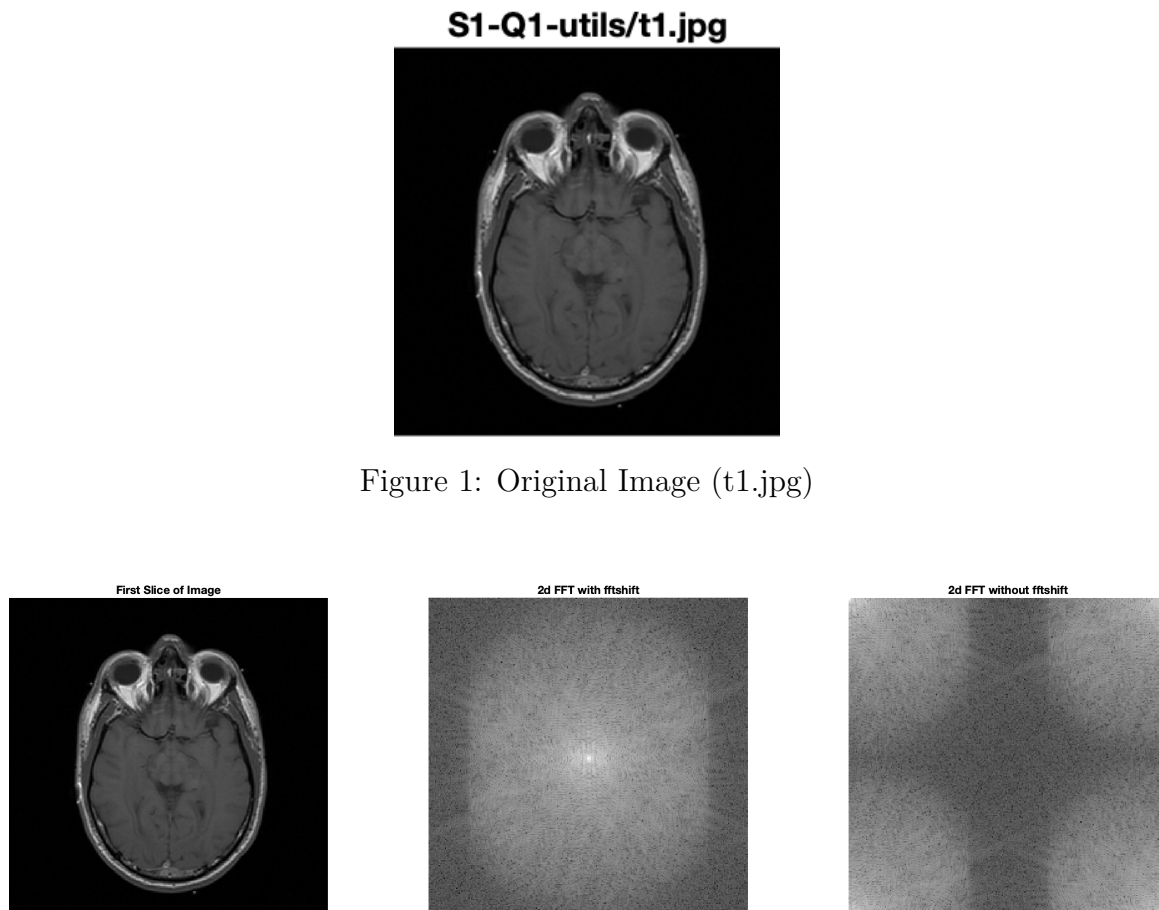 S1-Q1-utils/t1.jpg
Figure 1: Original Image (t1.jpg)
First Slice of Image
2d FFT with fftshift
2d FFT without fftshift